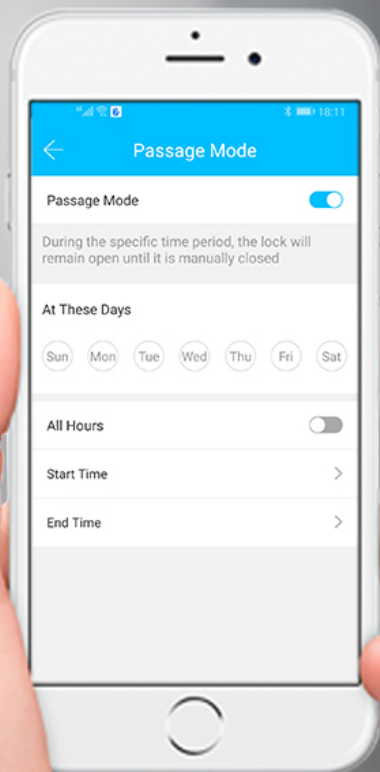 18:11
Passage Mode
Passage Mode
During the specific time period, the lock will
remain open until it is manually closed
At These Days
Sun Mon Tue Wed Thu Fri Sat
All Hours
Start Time
End Time